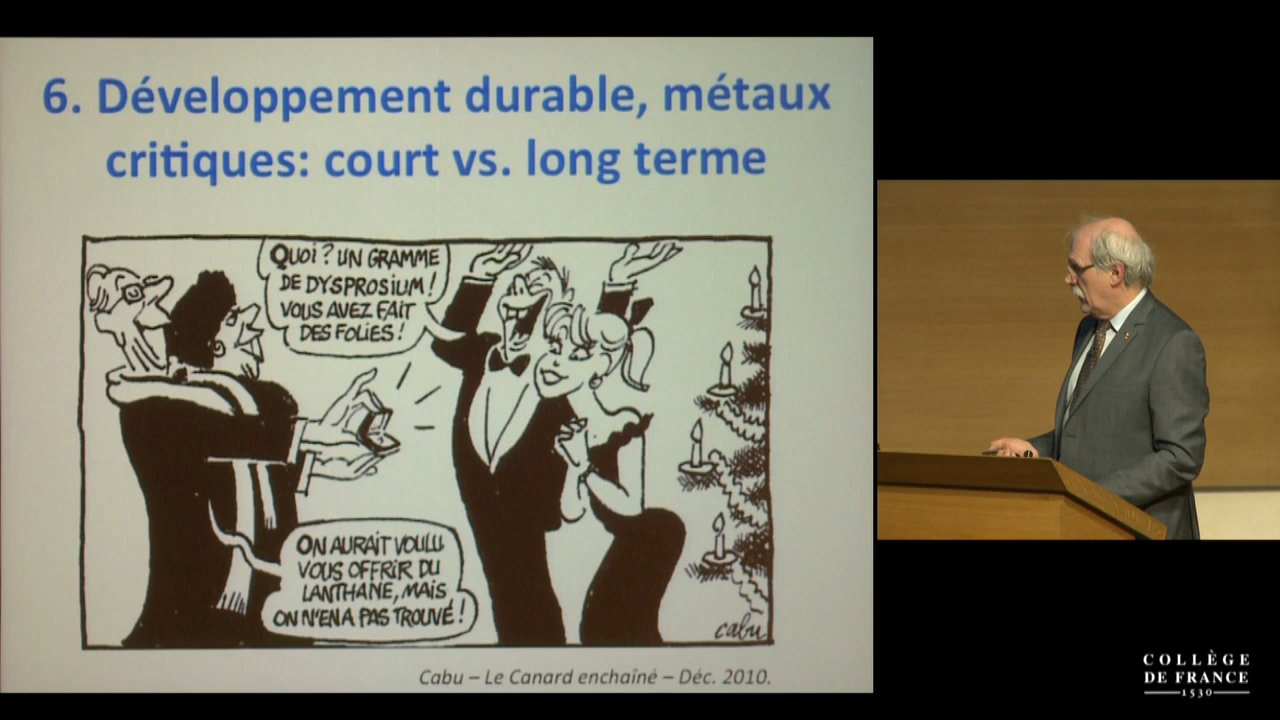 6. Développement durable, métaux
critiques: court vs. long terme
QUOI ? UN GRAMME
DE DYSPROSIUM !
VOUS AVEZ FAIT
DES FOLIES !
ON AURAIT VOULU
VOUS OFFRIR DU
LANTHANE, MAIS
ON N'EN A PAS TROUVÉ !
cabu
Cabu – Le Canard enchaîné – Déc. 2010.
COLLÈGE
DE FRANCE
1530